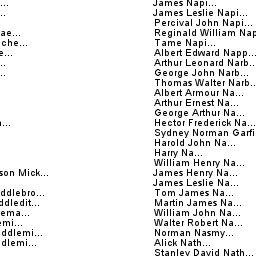 ... James Napi...
James Leslie Napi...
Percival John Napi...
ae... Reginald William Nap
che... Tame Napi...
e... Albert Edward Napp...
.. Arthur Leonard Narb..
.. George John Narb...
Thomas Walter Narb..
Albert Armour Na...
Arthur Ernest Na...
George Arthur Na...
... Hector Frederick Na...
Sydney Norman Garfi
Harold John Na...
Harry Na...
William Henry Na...
son Mick... James Henry Na...
James Leslie Na...
ddlebro... Tom James Na...
ddledit... Martin James Na...
ema... William John Na...
emi... Walter Robert Na...
ddlemi... Norman Nasmy...
dlemi... Alick Nath...
Stanley David Nath...